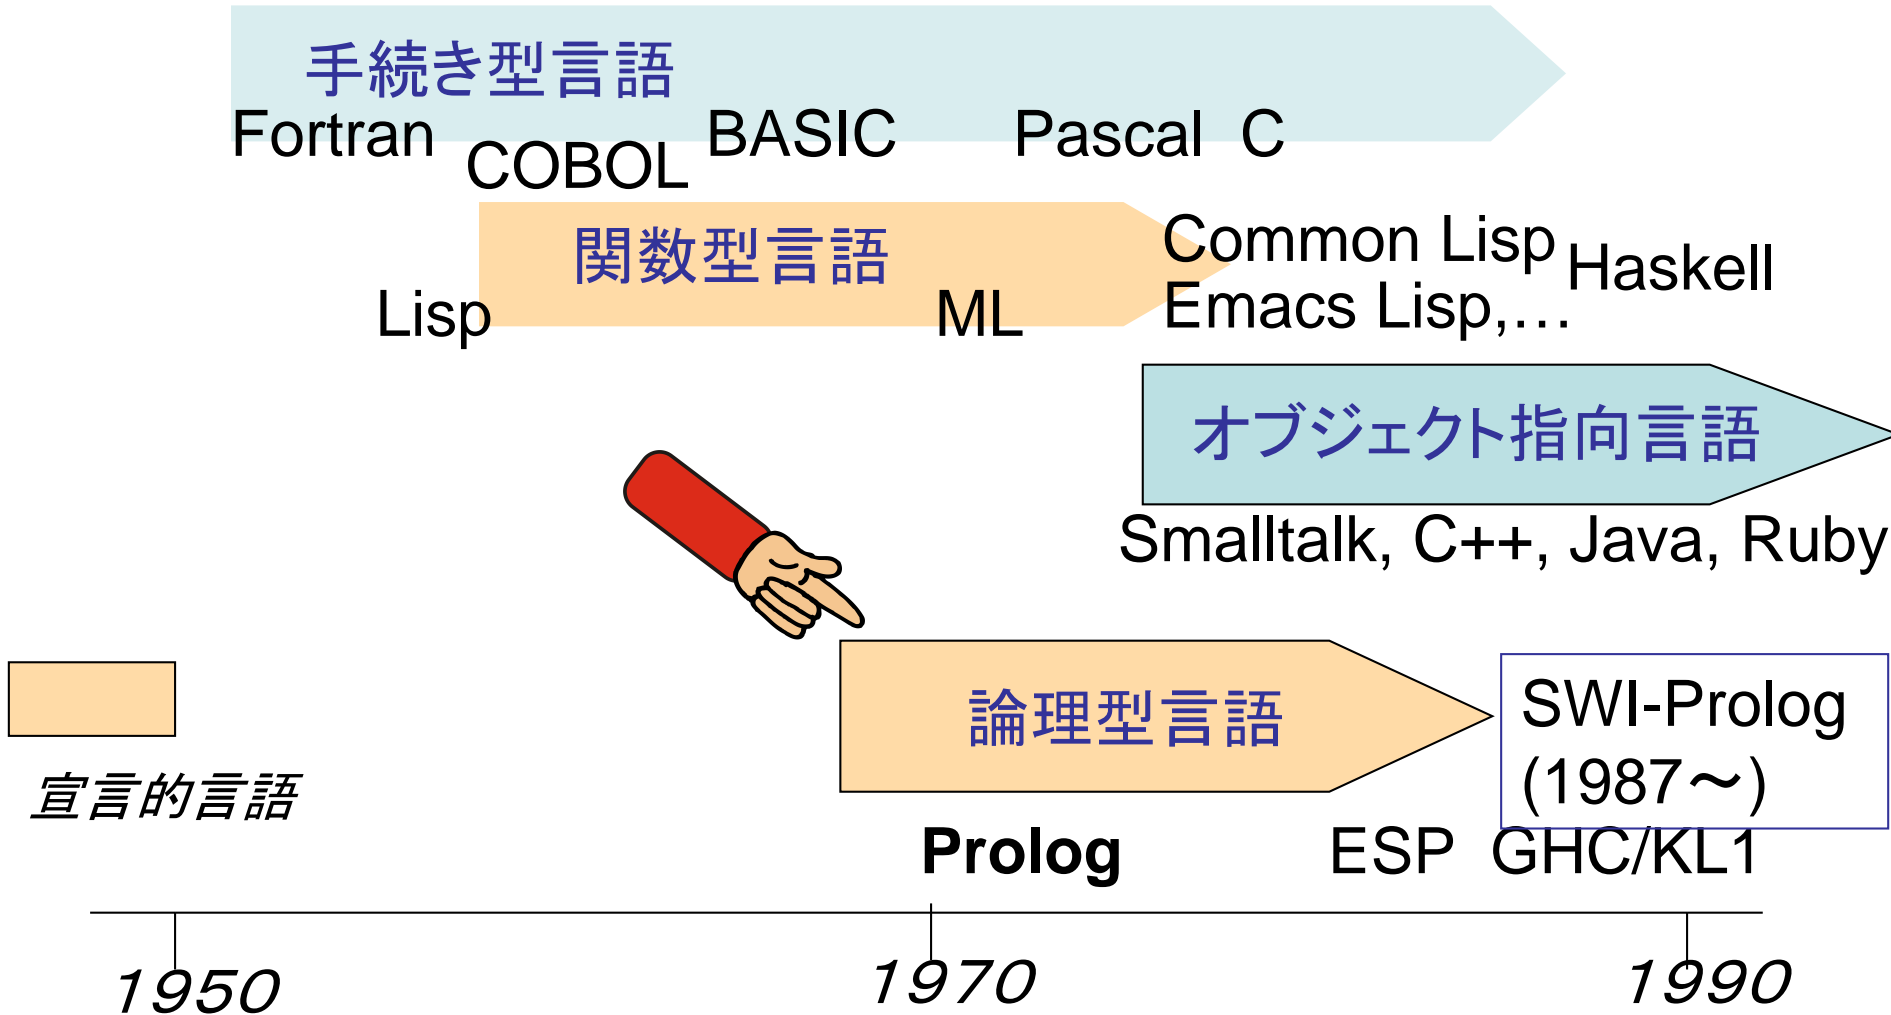 手続き型言語
Fortran
COBOL
BASIC
Pascal C
関数型言語
Lisp
ML
Common Lisp
Emacs Lisp,…
Haskell
オブジェクト指向言語
Smalltalk, C++, Java, Ruby
論理型言語
SWI-Prolog
(1987～)
宣言的言語
Prolog
ESP GHC/KL1
1950
1970
1990